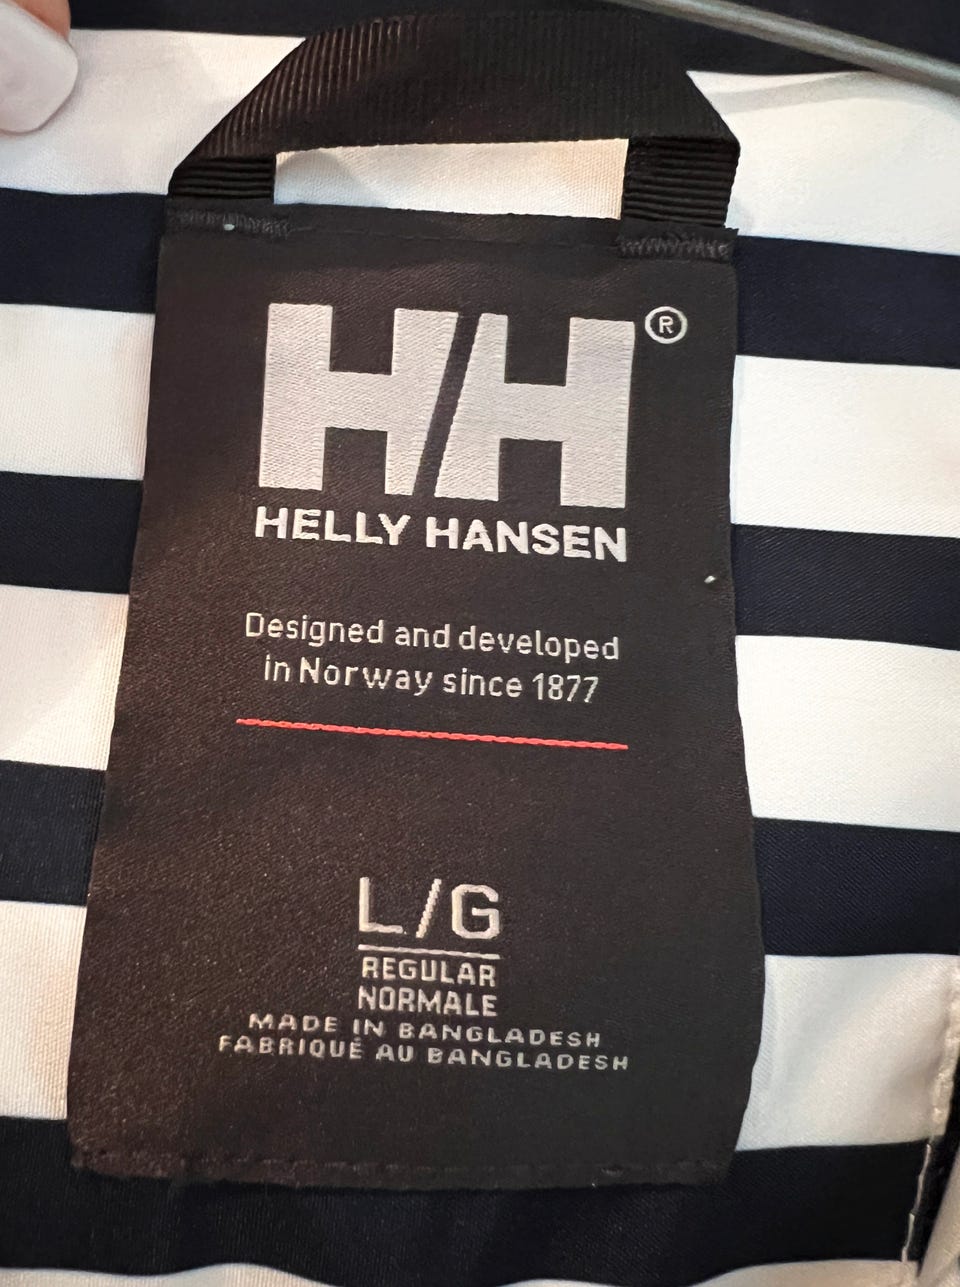 HH®
HELLY HANSEN
Designed and developed
in Norway since 1877
L/G
REGULAR
NORMALE
MADE IN BANGLADESH
FABRIQUÉ AU BANGLADESH